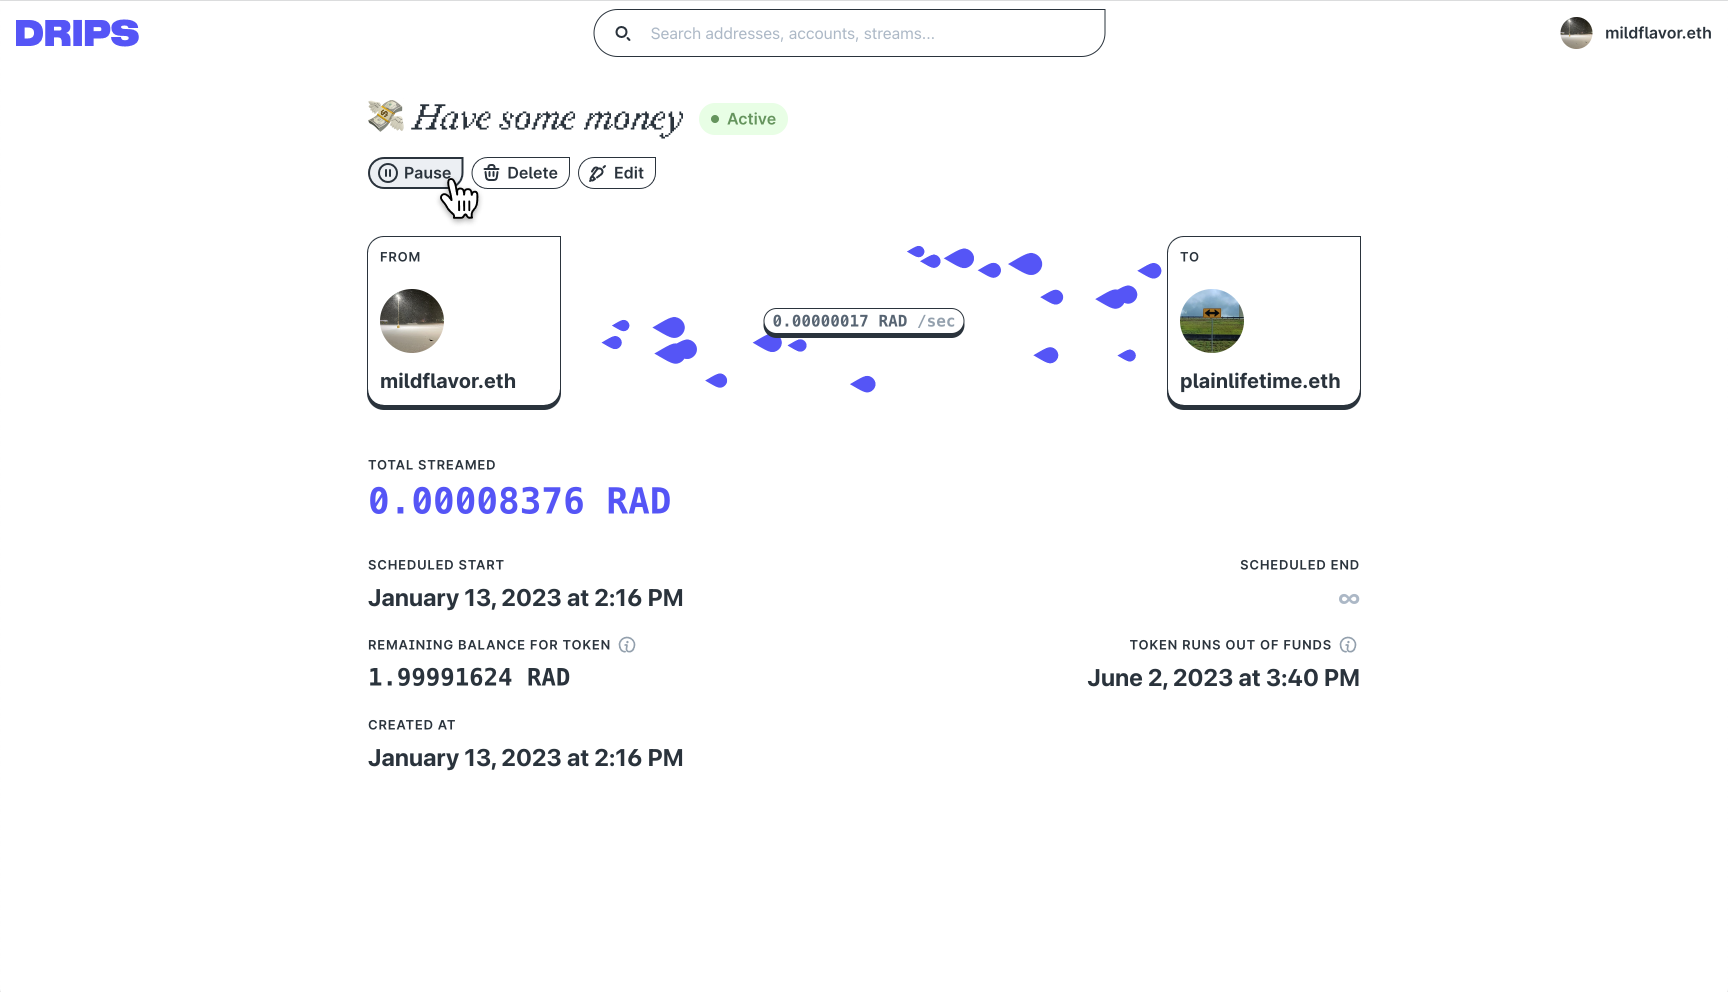 DRIPS
Search addresses, accounts, streams...
mildflavor.eth
Have some money
Active
Pause
Delete
Edit
FROM
mildflavor.eth
0.00000017 RAD /sec
TO
plainlifetime.eth
TOTAL STREAMED
0.00008376 RAD
SCHEDULED START
SCHEDULED END
January 13, 2023 at 2:16 PM
∞
REMAINING BALANCE FOR TOKEN
TOKEN RUNS OUT OF FUNDS
1.99991624 RAD
June 2, 2023 at 3:40 PM
CREATED AT
January 13, 2023 at 2:16 PM